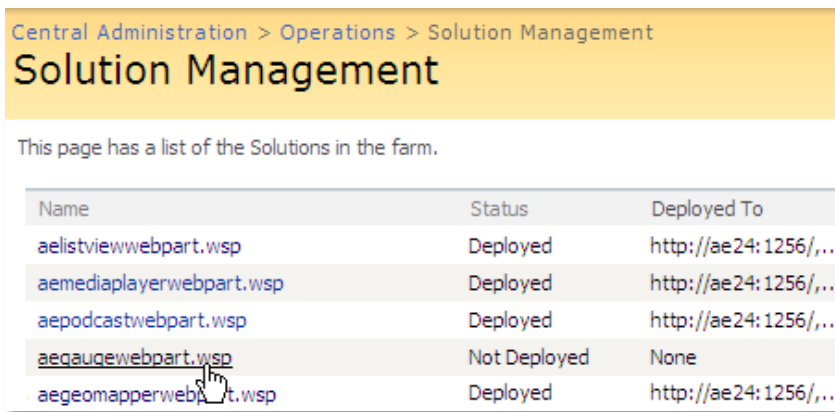 Central Administration > Operations > Solution Management
Solution Management
This page has a list of the Solutions in the farm.
Name Status Deployed To
aelistviewwebpart.wsp Deployed http://ae24:1256/,..
aemediaplayerwebpart.wsp Deployed http://ae24:1256/,..
aepodcastwebpart.wsp Deployed http://ae24:1256/,..
aegaugewebpart.wsp Not Deployed None
aegeomapperwebpart.wsp Deployed http://ae24:1256/,..